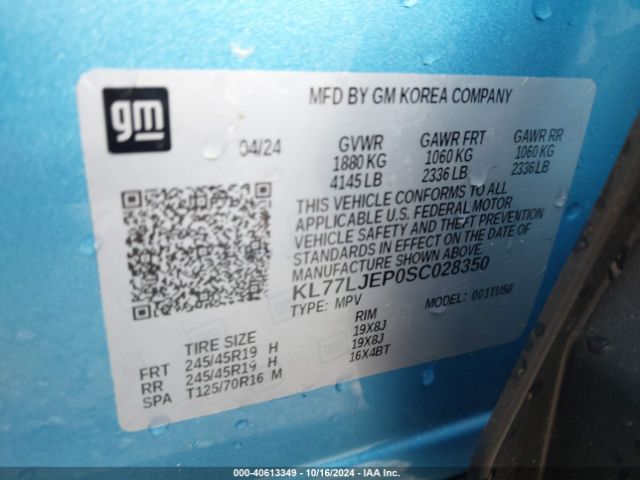 gm
MFD BY GM KOREA COMPANY
04/24
GVWR GAWR FRT GAWR RR
1880 KG 1060 KG 1060 KG
4145 LB 2336 LB 2336 LB
THIS VEHICLE CONFORMS TO ALL
APPLICABLE U.S. FEDERAL MOTOR
VEHICLE SAFETY AND THEFT PREVENTION
STANDARDS IN EFFECT ON THE DATE OF
MANUFACTURE SHOWN ABOVE.
KL77LJEP0SC028350
TYPE: MPV MODEL: 001TU58
TIRE SIZE RIM
FRT 245/45R19 H 19X8J
RR 245/45R19 H 19X8J
SPA T125/70R16 M 16X4BT
000-40613349 - 10/16/2024 - IAA Inc.